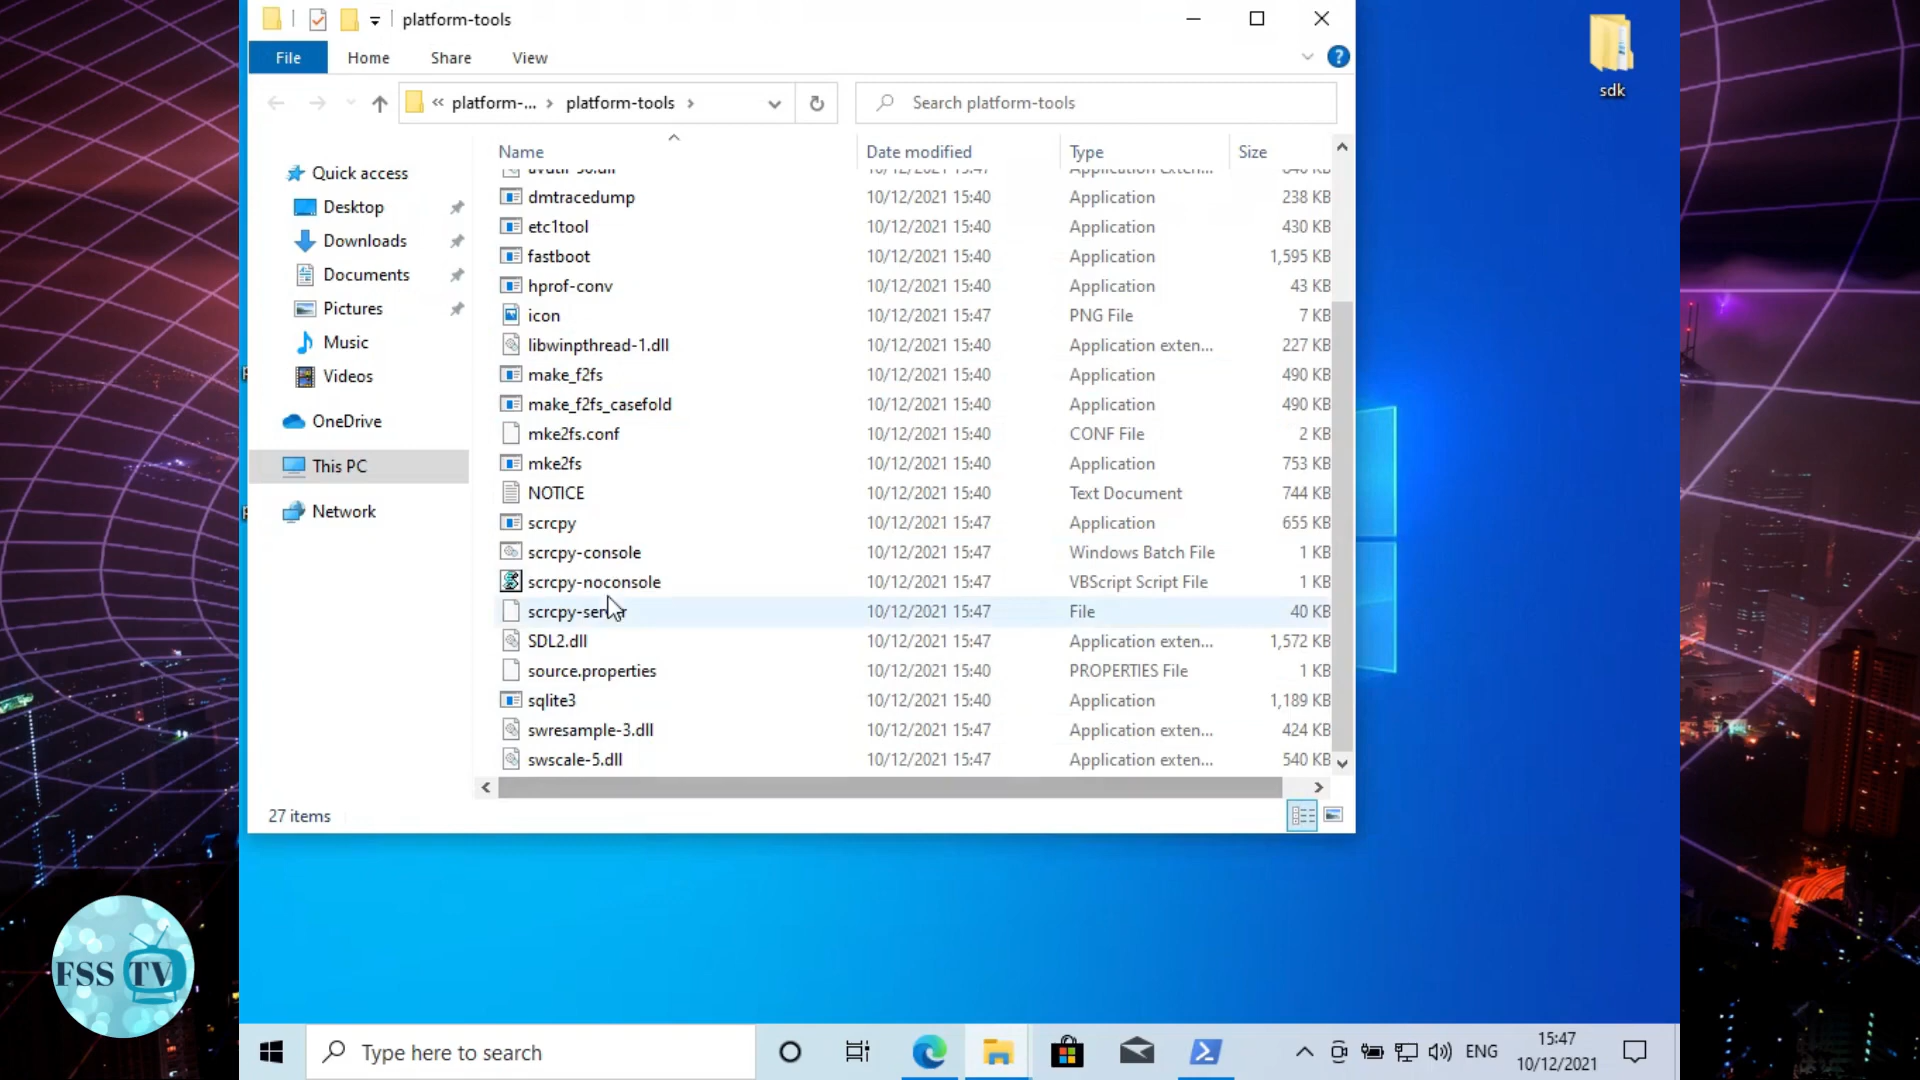 platform-tools
sdk
File Home Share View
« platform-... › platform-tools ›
Search platform-tools
Name Date modified Type Size
Quick access
Desktop
Downloads
Documents
Pictures
Music
Videos
OneDrive
This PC
Network
dmtracedump 10/12/2021 15:40 Application 238 KB
etc1tool 10/12/2021 15:40 Application 430 KB
fastboot 10/12/2021 15:40 Application 1,595 KB
hprof-conv 10/12/2021 15:40 Application 43 KB
icon 10/12/2021 15:47 PNG File 7 KB
libwinpthread-1.dll 10/12/2021 15:40 Application exten... 227 KB
make_f2fs 10/12/2021 15:40 Application 490 KB
make_f2fs_casefold 10/12/2021 15:40 Application 490 KB
mke2fs.conf 10/12/2021 15:40 CONF File 2 KB
mke2fs 10/12/2021 15:40 Application 753 KB
NOTICE 10/12/2021 15:40 Text Document 744 KB
scrcpy 10/12/2021 15:47 Application 655 KB
scrcpy-console 10/12/2021 15:47 Windows Batch File 1 KB
scrcpy-noconsole 10/12/2021 15:47 VBScript Script File 1 KB
scrcpy-server 10/12/2021 15:47 File 40 KB
SDL2.dll 10/12/2021 15:47 Application exten... 1,572 KB
source.properties 10/12/2021 15:40 PROPERTIES File 1 KB
sqlite3 10/12/2021 15:40 Application 1,189 KB
swresample-3.dll 10/12/2021 15:47 Application exten... 424 KB
swscale-5.dll 10/12/2021 15:47 Application exten... 540 KB
27 items
FSS TV
Type here to search
ENG
15:47
10/12/2021